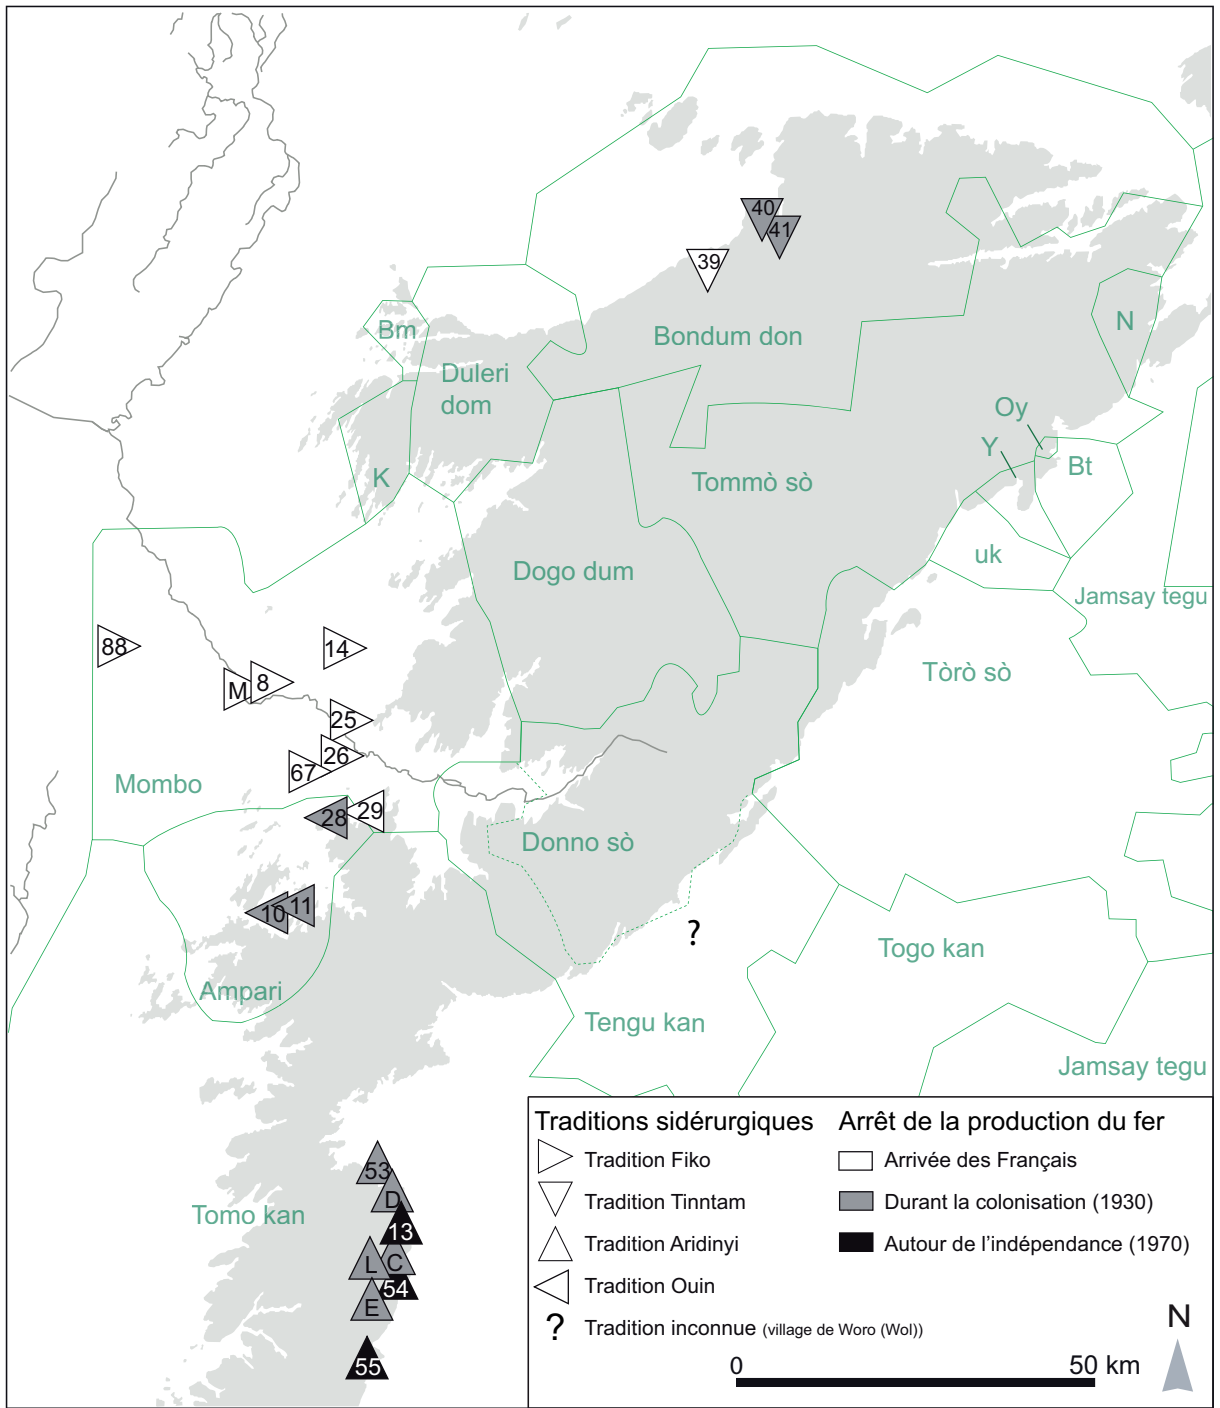 40
41
39
Bondum don
N
Bm
Duleri
dom
Oy
Y
Bt
K
Tommò sò
uk
Dogo dum
Jamsay tegu
88
14
Tòrò sò
M
8
25
26
67
Mombo
29
28
Donno sò
11
10
?
Togo kan
Ampari
Tengu kan
Jamsay tegu
53
D
13
Tomo kan
L
C
54
E
55
Traditions sidérurgiques
Tradition Fiko
Tradition Tinntam
Tradition Aridinyi
Tradition Ouin
? Tradition inconnue (village de Woro (Wol))
Arrêt de la production du fer
Arrivée des Français
Durant la colonisation (1930)
Autour de l'indépendance (1970)
N
0 50 km